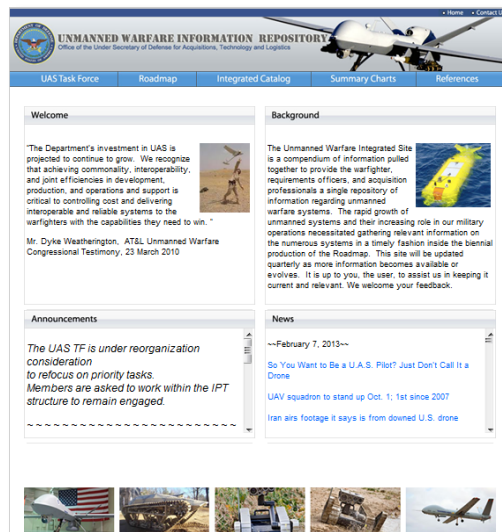 • Home • Contact U
UNMANNED WARFARE INFORMATION REPOSITORY
Office of the Under Secretary of Defense for Acquisitions, Technology and Logistics
UAS Task Force Roadmap Integrated Catalog Summary Charts References
Welcome
"The Department's investment in UAS is
projected to continue to grow. We recognize
that achieving commonality, interoperability,
and joint efficiencies in development,
production, and operations and support is
critical to controlling cost and delivering
interoperable and reliable systems to the
warfighters with the capabilities they need to win. "
Mr. Dyke Weatherington, AT&L Unmanned Warfare
Congressional Testimony, 23 March 2010
Background
The Unmanned Warfare Integrated Site
is a compendium of information pulled
together to provide the warfighter,
requirements officers, and acquisition
professionals a single repository of
information regarding unmanned
warfare systems. The rapid growth of
unmanned systems and their increasing role in our military
operations necessitated gathering relevant information on
the numerous systems in a timely fashion inside the biennial
production of the Roadmap. This site will be updated
quarterly as more information becomes available or
evolves. It is up to you, the user, to assist us in keeping it
current and relevant. We welcome your feedback.
Announcements
The UAS TF is under reorganization
consideration
to refocus on priority tasks.
Members are asked to work within the IPT
structure to remain engaged.
~ ~ ~ ~ ~ ~ ~ ~ ~ ~ ~ ~ ~ ~ ~ ~ ~ ~ ~ ~ ~ ~ ~ ~
News
~~February 7, 2013~~
So You Want to Be a U.A.S. Pilot? Just Don't Call It a
Drone
UAV squadron to stand up Oct. 1; 1st since 2007
Iran airs footage it says is from downed U.S. drone